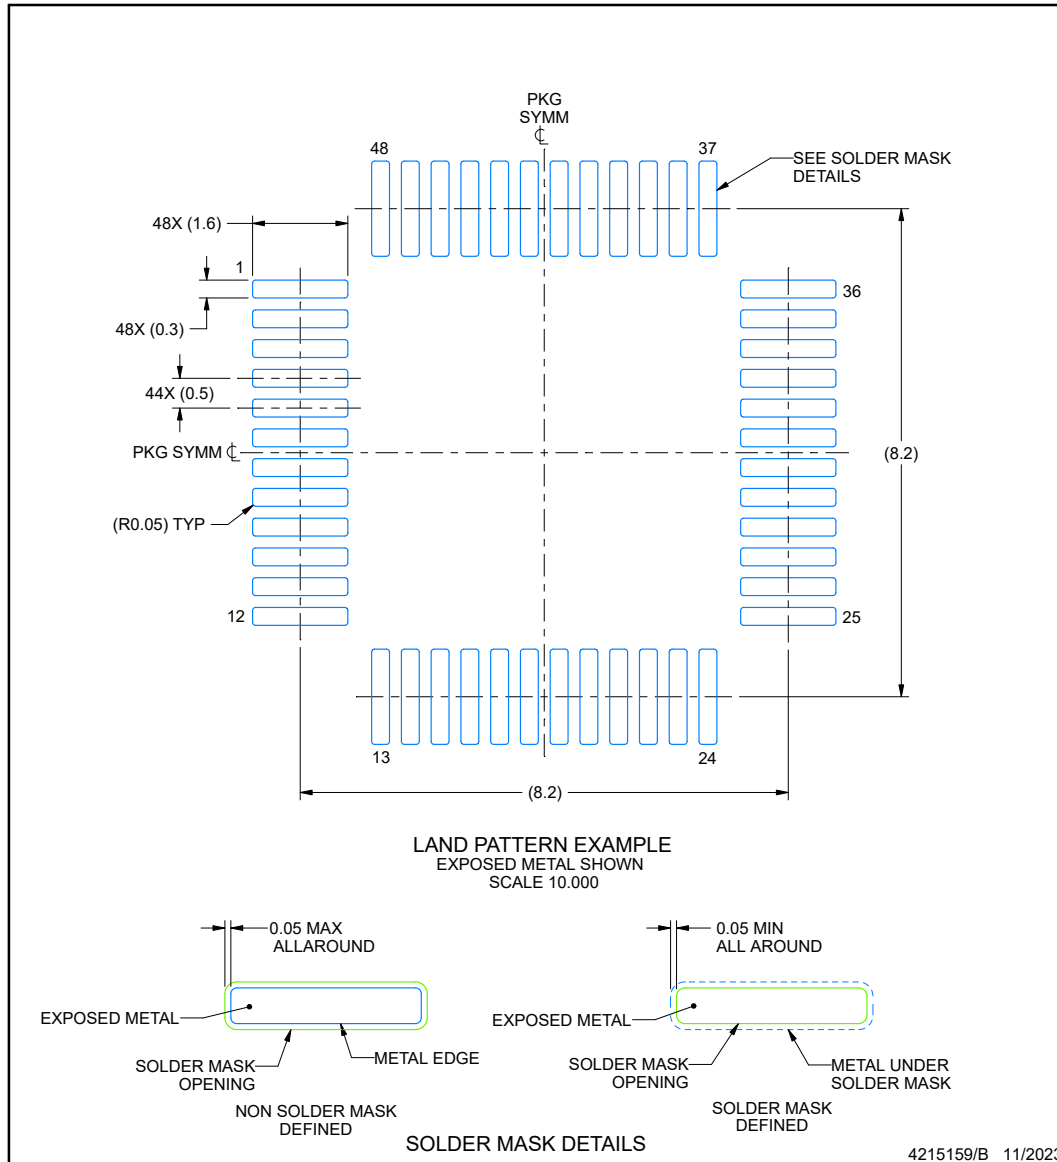 PKG
SYMM
℄
48
37
SEE SOLDER MASK
DETAILS
48X (1.6)
1
36
48X (0.3)
44X (0.5)
PKG SYMM ℄
(8.2)
(R0.05) TYP
12
25
13
24
(8.2)
LAND PATTERN EXAMPLE
EXPOSED METAL SHOWN
SCALE 10.000
0.05 MAX
ALLAROUND
EXPOSED METAL
SOLDER MASK
OPENING
METAL EDGE
NON SOLDER MASK
DEFINED
0.05 MIN
ALL AROUND
EXPOSED METAL
SOLDER MASK
OPENING
METAL UNDER
SOLDER MASK
SOLDER MASK
DEFINED
SOLDER MASK DETAILS
4215159/B 11/2023